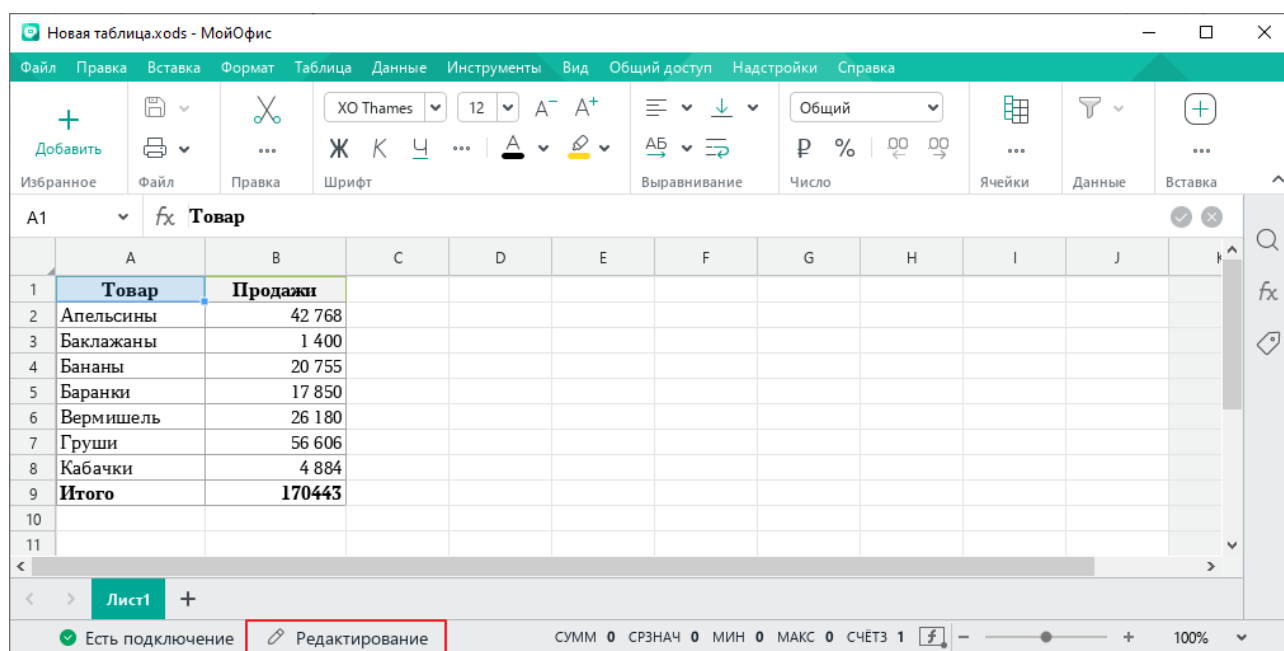 Новая таблица.xods - МойОфис
Файл Правка Вставка Формат Таблица Данные Инструменты Вид Общий доступ Надстройки Справка
XO Thames 12 A⁻ A⁺ Общий
Добавить Ж К Ч ... А АБ ₽ % ,00 ,00
Избранное Файл Правка Шрифт Выравнивание Число Ячейки Данные Вставка
A1 fx Товар
A B C D E F G H I J K
1 Товар Продажи
2 Апельсины 42 768
3 Баклажаны 1 400
4 Бананы 20 755
5 Баранки 17 850
6 Вермишель 26 180
7 Груши 56 606
8 Кабачки 4 884
9 Итого 170443
10
11
Лист1 +
Есть подключение Редактирование СУММ 0 СРЗНАЧ 0 МИН 0 МАКС 0 СЧЁТЗ 1 f − + 100%